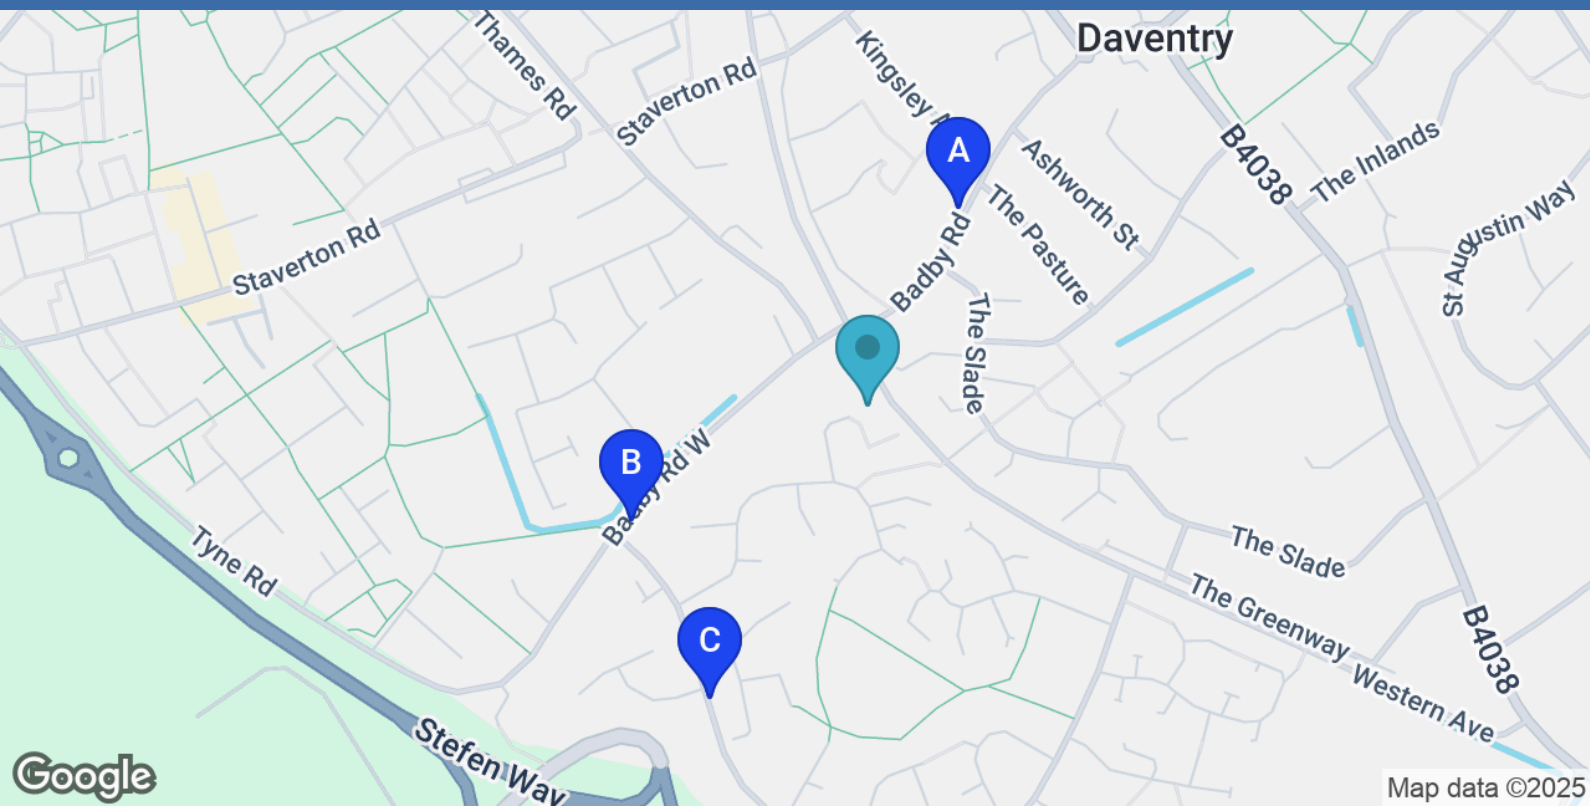 Daventry
Thames Rd
Staverton Rd
Kingsley A
A
Ashworth St
B4038
The Inlands
St Augustin Way
The Pasture
Badby Rd
Staverton Rd
The Slade
B
Badby Rd W
Tyne Rd
The Slade
The Greenway
C
B4038
Western Ave
Stefen Way
Google
Map data ©2025